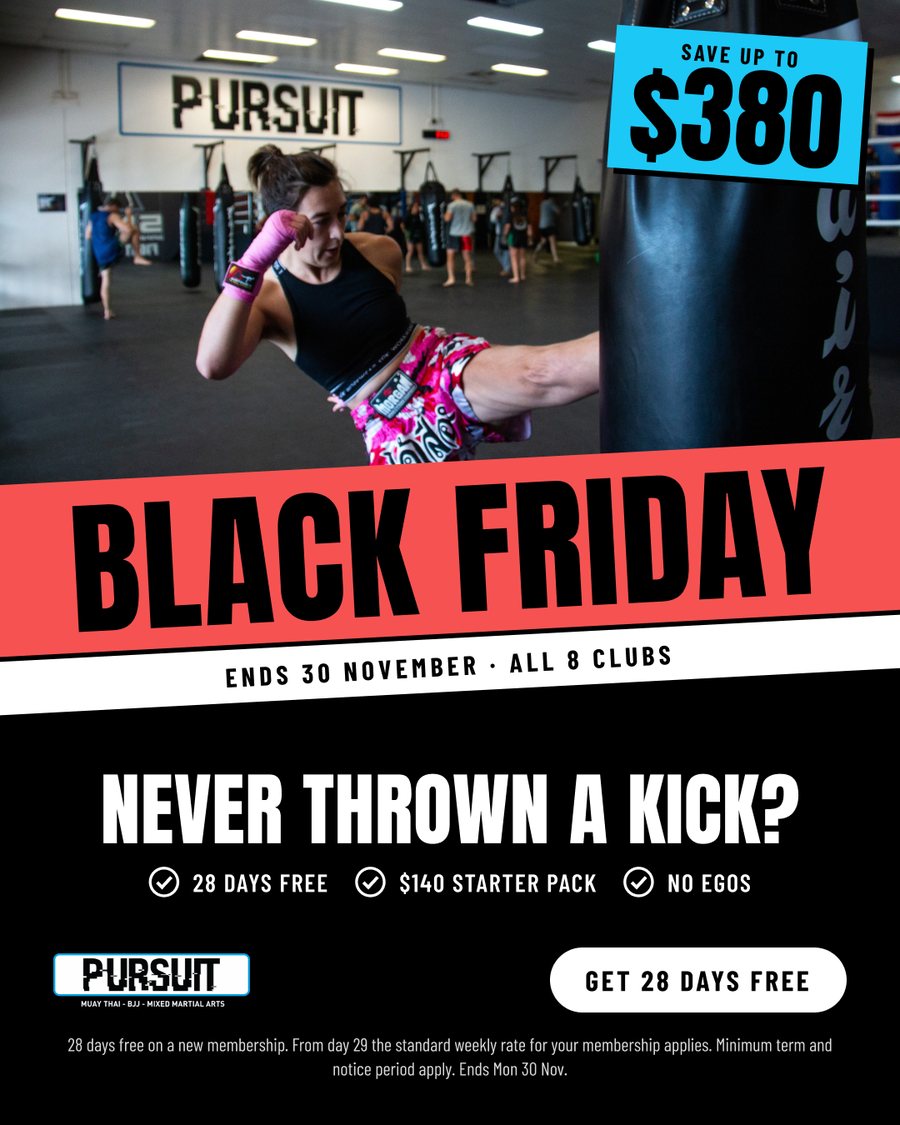 SAVE UP TO
$380
PURSUIT
BLACK FRIDAY
ENDS 30 NOVEMBER · ALL 8 CLUBS
NEVER THROWN A KICK?
28 DAYS FREE $140 STARTER PACK NO EGOS
PURSUIT
MUAY THAI - BJJ - MIXED MARTIAL ARTS
GET 28 DAYS FREE
28 days free on a new membership. From day 29 the standard weekly rate for your membership applies. Minimum term and
notice period apply. Ends Mon 30 Nov.